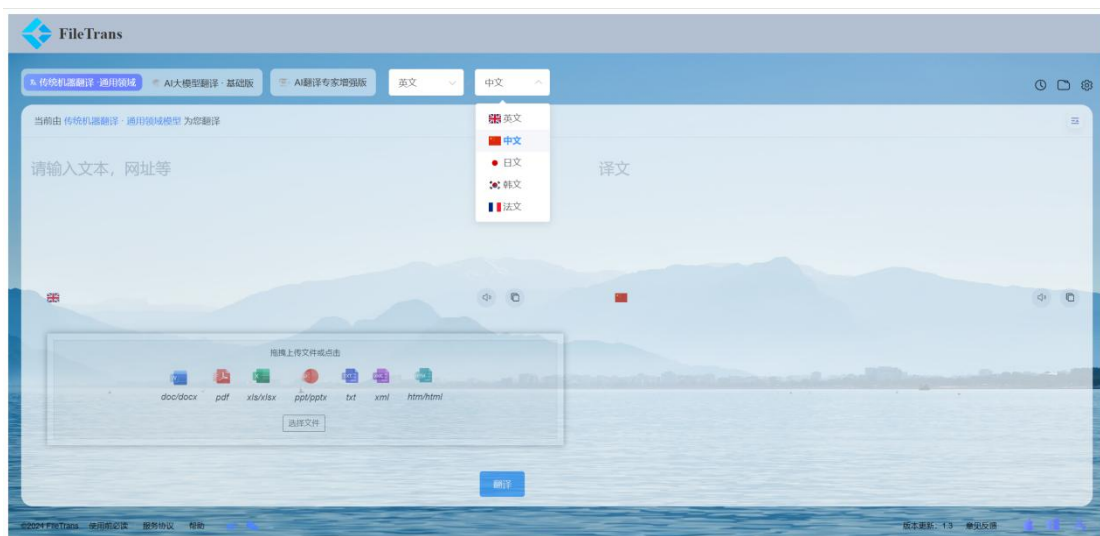 FileTrans
传统机器翻译·通用领域 AI大模型翻译·基础版 AI翻译专家增强版 英文 中文
当前由 传统机器翻译·通用领域模型 为您翻译
英文
中文
日文
韩文
法文
请输入文本，网址等
译文
拖拽上传文件或点击
doc/docx pdf xls/xlsx ppt/pptx txt xml htm/html
选择文件
翻译
©2024 FileTrans 使用前必读 服务协议 帮助 版本更新：1.3 意见反馈